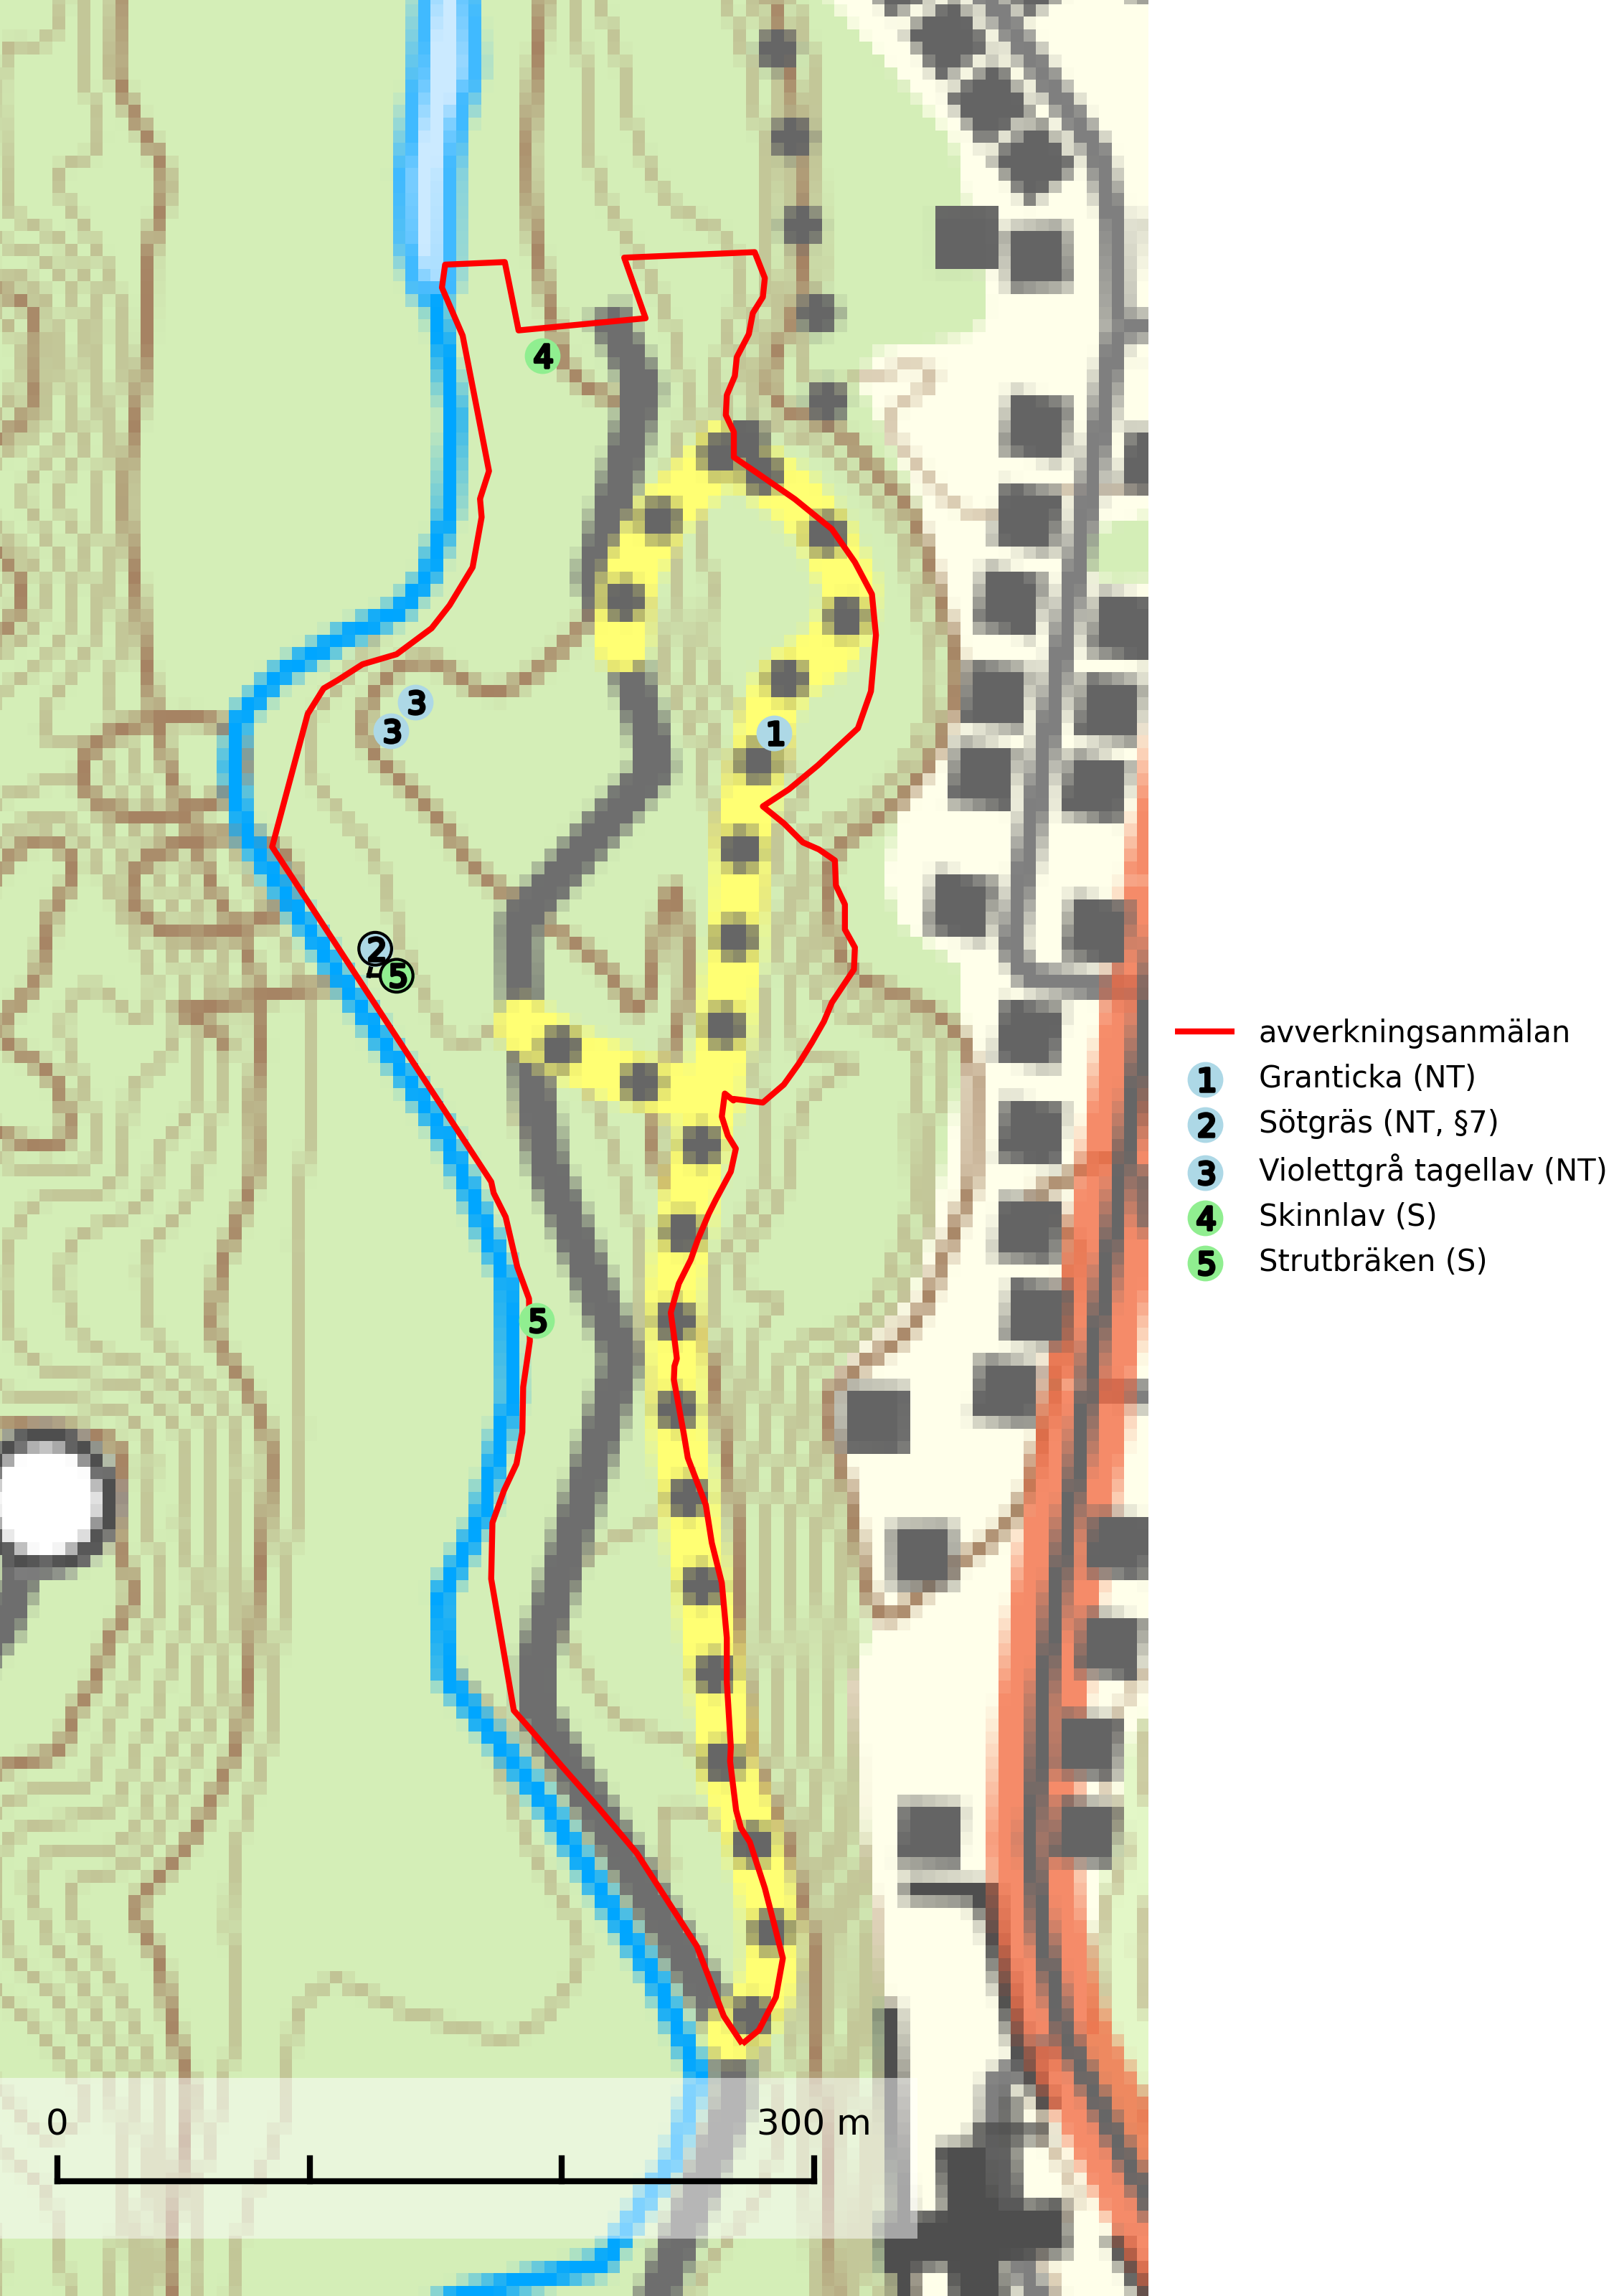 4
3
3
1
2
5
5
avverkningsanmälan
1 Granticka (NT)
2 Sötgräs (NT, §7)
3 Violettgrå tagellav (NT)
4 Skinnlav (S)
5 Strutbräken (S)
0 300 m